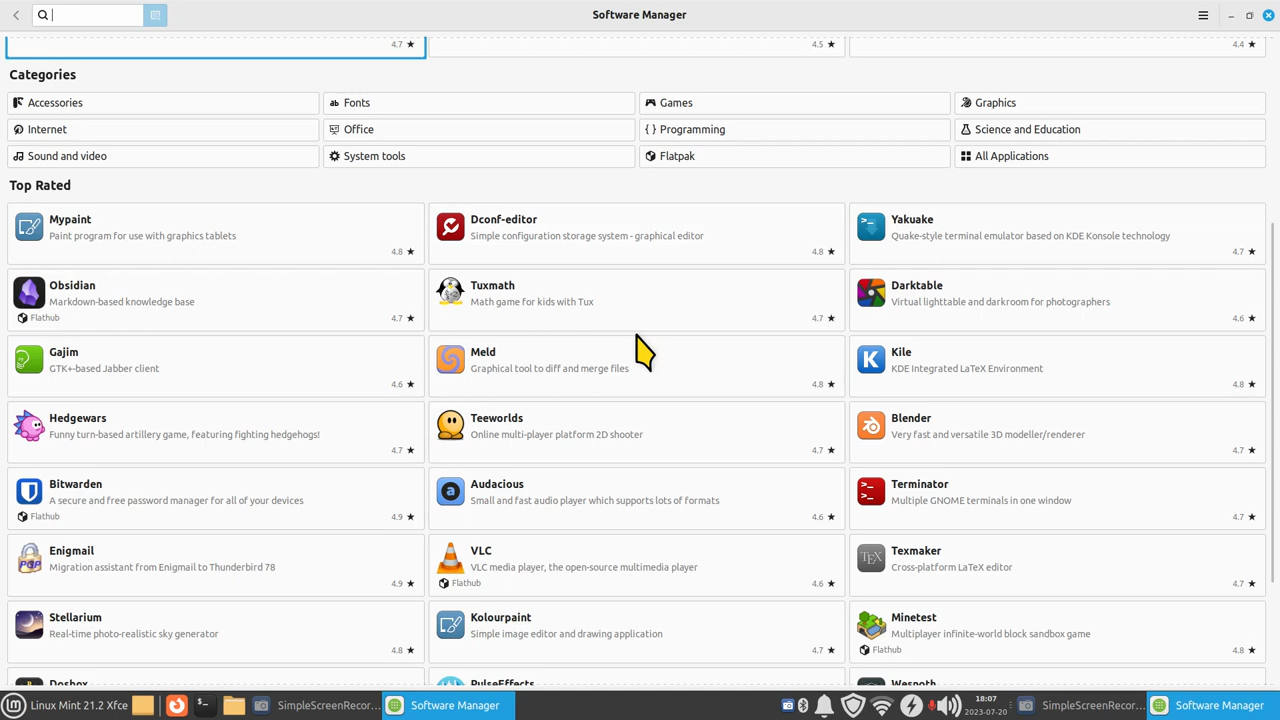 Software Manager
4.7 ★ 4.5 ★ 4.4 ★
Categories
Accessories
Fonts
Games
Graphics
Internet
Office
Programming
Science and Education
Sound and video
System tools
Flatpak
All Applications
Top Rated
Mypaint
Paint program for use with graphics tablets
4.8 ★
Dconf-editor
Simple configuration storage system - graphical editor
4.8 ★
Yakuake
Quake-style terminal emulator based on KDE Konsole technology
4.7 ★
Obsidian
Markdown-based knowledge base
Flathub
4.7 ★
Tuxmath
Math game for kids with Tux
4.7 ★
Darktable
Virtual lighttable and darkroom for photographers
4.6 ★
Gajim
GTK+-based Jabber client
4.6 ★
Meld
Graphical tool to diff and merge files
4.8 ★
Kile
KDE Integrated LaTeX Environment
4.8 ★
Hedgewars
Funny turn-based artillery game, featuring fighting hedgehogs!
4.7 ★
Teeworlds
Online multi-player platform 2D shooter
4.7 ★
Blender
Very fast and versatile 3D modeller/renderer
4.7 ★
Bitwarden
A secure and free password manager for all of your devices
Flathub
4.9 ★
Audacious
Small and fast audio player which supports lots of formats
4.6 ★
Terminator
Multiple GNOME terminals in one window
4.7 ★
Enigmail
Migration assistant from Enigmail to Thunderbird 78
4.9 ★
VLC
VLC media player, the open-source multimedia player
Flathub
4.6 ★
Texmaker
Cross-platform LaTeX editor
4.7 ★
Stellarium
Real-time photo-realistic sky generator
4.8 ★
Kolourpaint
Simple image editor and drawing application
4.7 ★
Minetest
Multiplayer infinite-world block sandbox game
Flathub
4.8 ★
Dosbox
PulseEffects
Wesnoth
Linux Mint 21.2 Xfce
SimpleScreenRecor...
Software Manager
18:07
2023-07-20
SimpleScreenRecor...
Software Manager